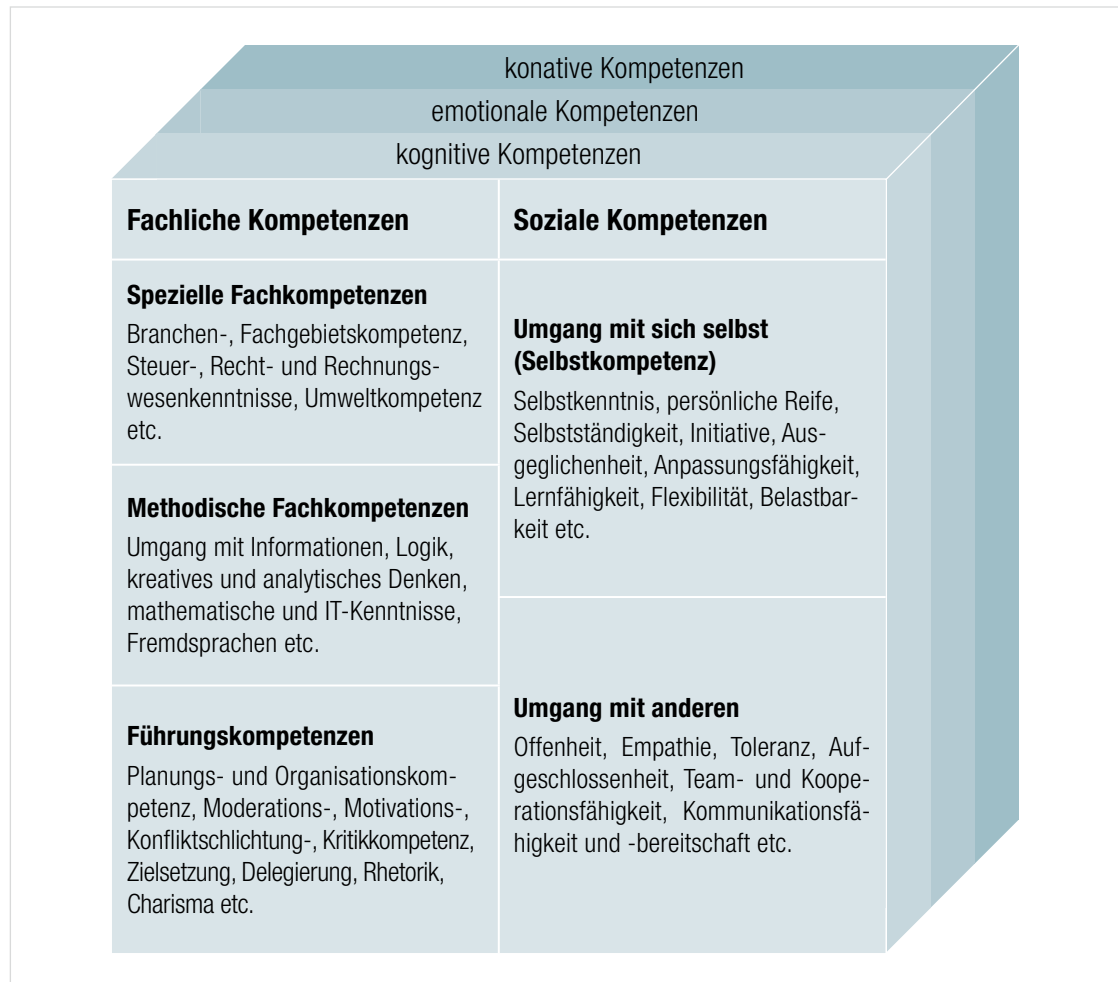 konative Kompetenzen
emotionale Kompetenzen
kognitive Kompetenzen
Fachliche Kompetenzen
Spezielle Fachkompetenzen
Branchen-, Fachgebietskompetenz,
Steuer-, Recht- und Rechnungs-
wesenkenntnisse, Umweltkompetenz
etc.
Methodische Fachkompetenzen
Umgang mit Informationen, Logik,
kreatives und analytisches Denken,
mathematische und IT-Kenntnisse,
Fremdsprachen etc.
Führungskompetenzen
Planungs- und Organisationskom-
petenz, Moderations-, Motivations-,
Konfliktschlichtung-, Kritikkompetenz,
Zielsetzung, Delegierung, Rhetorik,
Charisma etc.
Soziale Kompetenzen
Umgang mit sich selbst
(Selbstkompetenz)
Selbstkenntnis, persönliche Reife,
Selbstständigkeit, Initiative, Aus-
geglichenheit, Anpassungsfähigkeit,
Lernfähigkeit, Flexibilität, Belastbar-
keit etc.
Umgang mit anderen
Offenheit, Empathie, Toleranz, Auf-
geschlossenheit, Team- und Koope-
rationsfähigkeit, Kommunikationsfä-
higkeit und -bereitschaft etc.